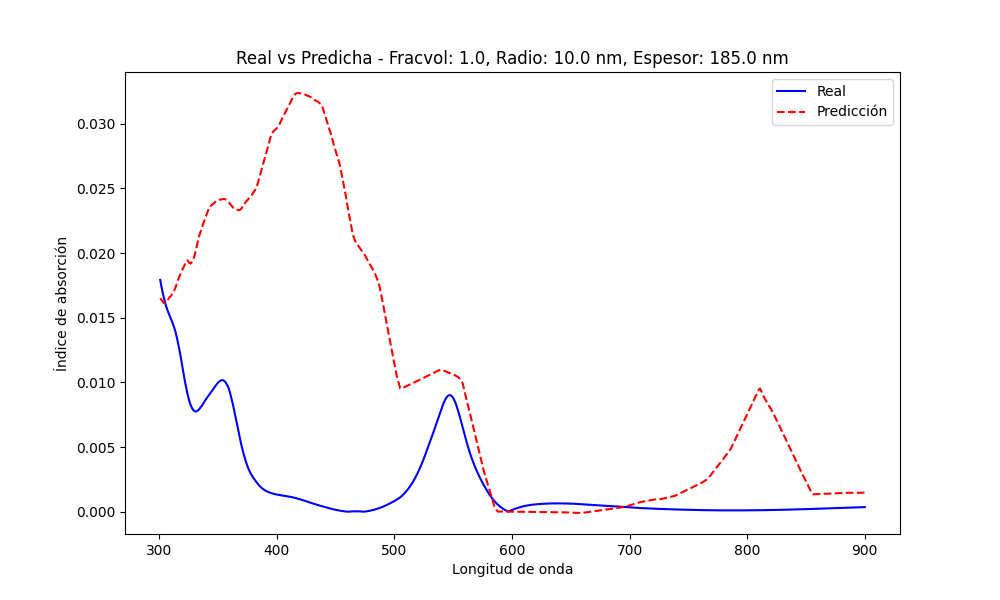 Real vs Predicha - Fracvol: 1.0, Radio: 10.0 nm, Espesor: 185.0 nm
Real
Predicción
0.030
0.025
0.020
0.015
0.010
0.005
0.000
Índice de absorción
300 400 500 600 700 800 900
Longitud de onda